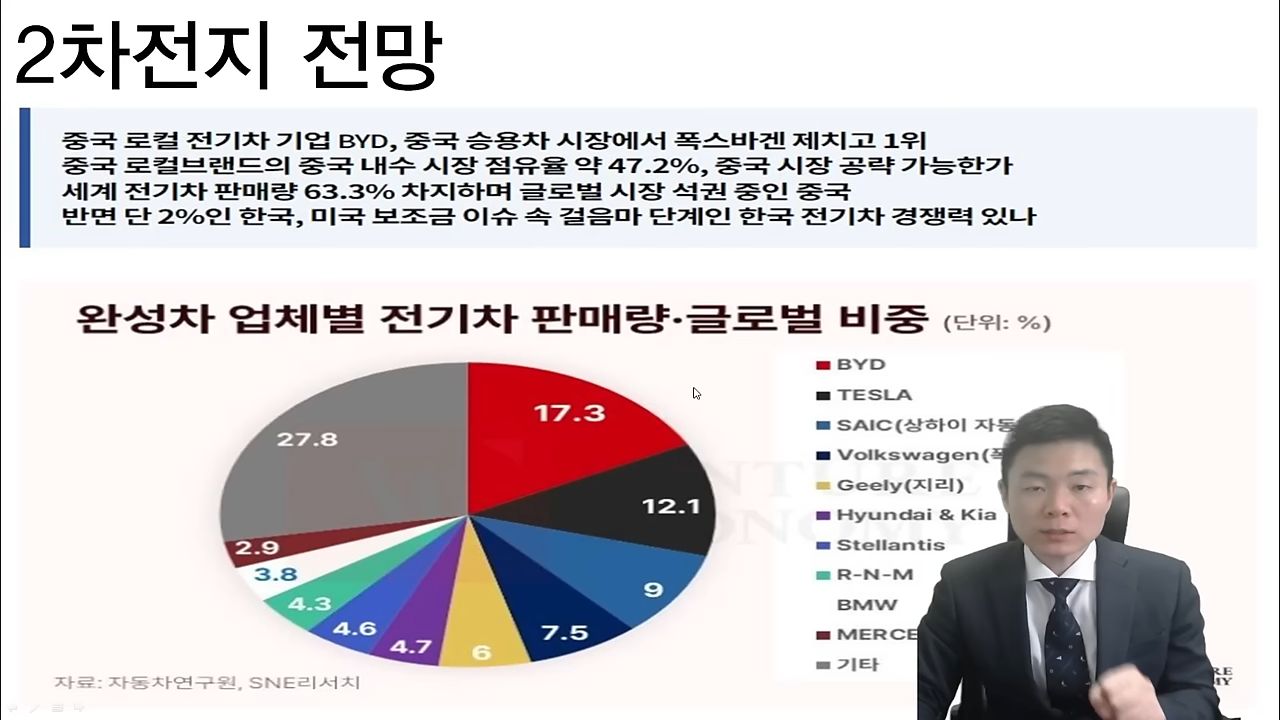 2차전지 전망
중국 로컬 전기차 기업 BYD, 중국 승용차 시장에서 폭스바겐 제치고 1위
중국 로컬브랜드의 중국 내수 시장 점유율 약 47.2%, 중국 시장 공략 가능한가
세계 전기차 판매량 63.3% 차지하며 글로벌 시장 석권 중인 중국
반면 단 2%인 한국, 미국 보조금 이슈 속 걸음마 단계인 한국 전기차 경쟁력 있나
완성차 업체별 전기차 판매량·글로벌 비중 (단위: %)
17.3
12.1
9
7.5
6
4.7
4.6
4.3
3.8
2.9
27.8
BYD
TESLA
SAIC(상하이 자동
Volkswagen(폭
Geely(지리)
Hyundai & Kia
Stellantis
R-N-M
BMW
MERCE
기타
자료: 자동차연구원, SNE리서치